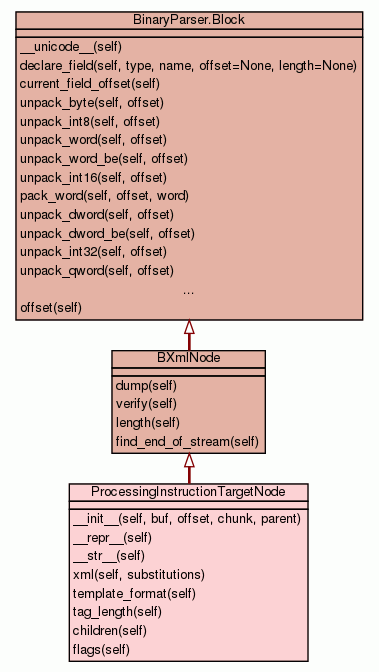 BinaryParser.Block
__unicode__(self)
declare_field(self, type, name, offset=None, length=None)
current_field_offset(self)
unpack_byte(self, offset)
unpack_int8(self, offset)
unpack_word(self, offset)
unpack_word_be(self, offset)
unpack_int16(self, offset)
pack_word(self, offset, word)
unpack_dword(self, offset)
unpack_dword_be(self, offset)
unpack_int32(self, offset)
unpack_qword(self, offset)
...
offset(self)
BXmlNode
dump(self)
verify(self)
length(self)
find_end_of_stream(self)
ProcessingInstructionTargetNode
__init__(self, buf, offset, chunk, parent)
__repr__(self)
__str__(self)
xml(self, substitutions)
template_format(self)
tag_length(self)
children(self)
flags(self)